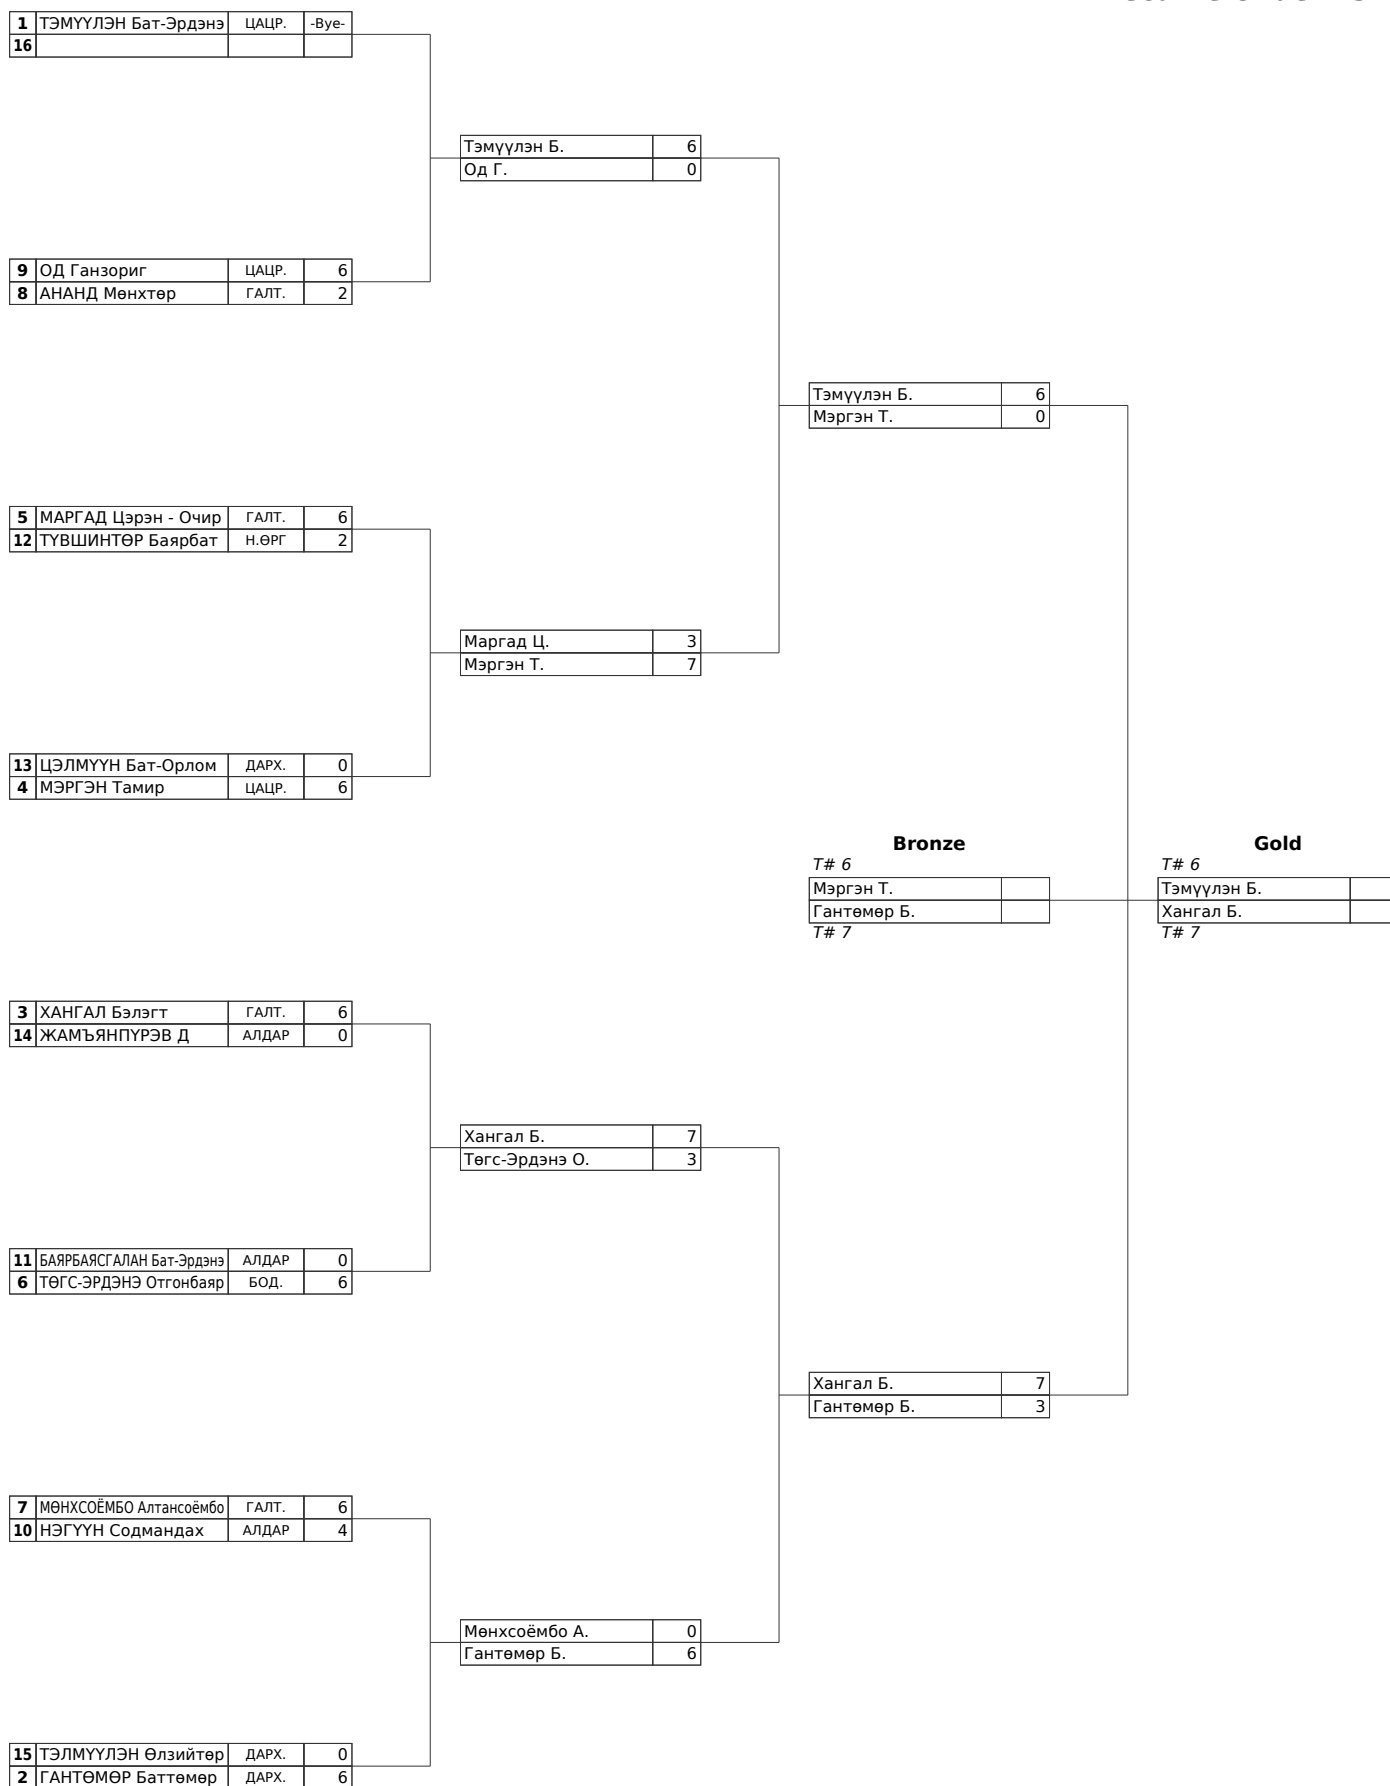 1 ТЭМҮҮЛЭН Бат-Эрдэнэ ЦАЦР. -Bye-
16
Тэмүүлэн Б. 6
Од Г. 0
9 ОД Ганзориг ЦАЦР. 6
8 АНАНД Мөнхтөр ГАЛТ. 2
Тэмүүлэн Б. 6
Мэргэн Т. 0
5 МАРГАД Цэрэн - Очир ГАЛТ. 6
12 ТҮВШИНТӨР Баярбат Н.ӨРГ 2
Маргад Ц. 3
Мэргэн Т. 7
13 ЦЭЛМҮҮН Бат-Орлом ДАРХ. 0
4 МЭРГЭН Тамир ЦАЦР. 6
Bronze Gold
T# 6 T# 6
Мэргэн Т. Тэмүүлэн Б.
Гантөмөр Б. Хангал Б.
T# 7 T# 7
3 ХАНГАЛ Бэлэгт ГАЛТ. 6
14 ЖАМЪЯНПҮРЭВ Д АЛДАР 0
Хангал Б. 7
Төгс-Эрдэнэ О. 3
11 БАЯРБАЯСГАЛАН Бат-Эрдэнэ АЛДАР 0
6 ТӨГС-ЭРДЭНЭ Отгонбаяр БОД. 6
Хангал Б. 7
Гантөмөр Б. 3
7 МӨНХСОЁМБО Алтансоёмбо ГАЛТ. 6
10 НЭГҮҮН Содмандах АЛДАР 4
Мөнхсоёмбо А. 0
Гантөмөр Б. 6
15 ТЭЛМҮҮЛЭН Өлзийтөр ДАРХ. 0
2 ГАНТӨМӨР Баттөмөр ДАРХ. 6